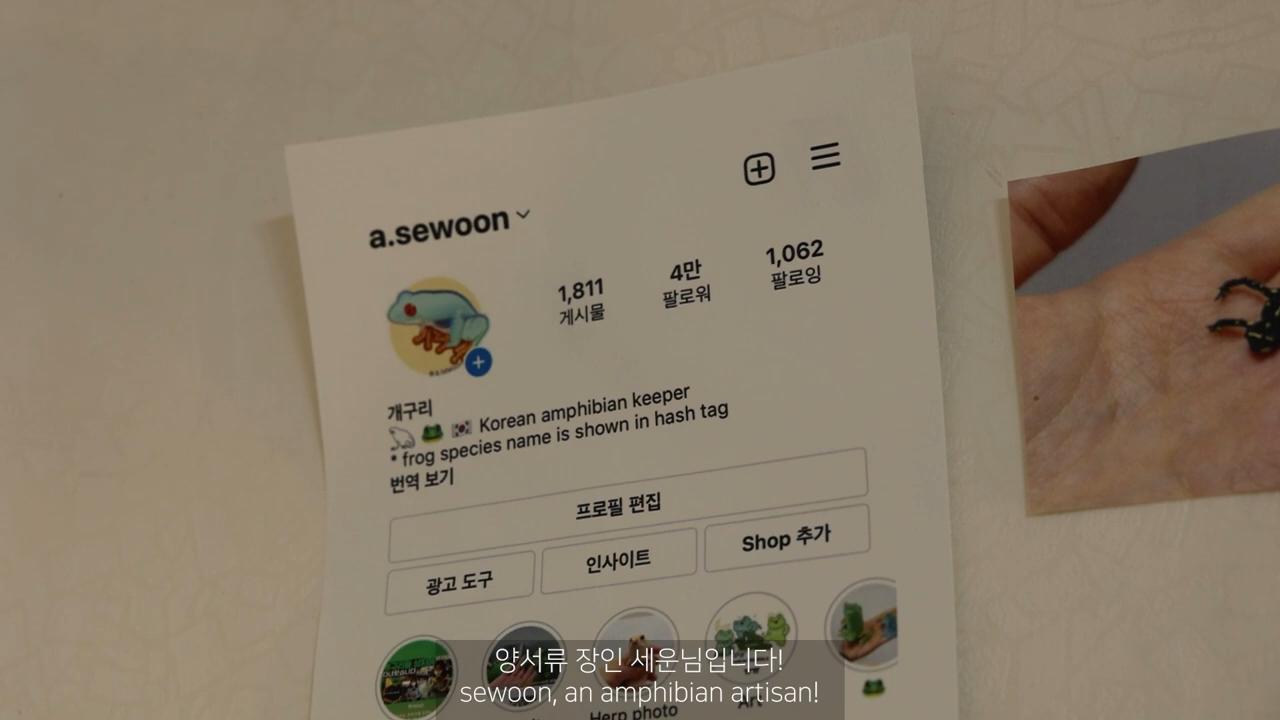 a.sewoon
1,811
게시물
4만
팔로워
1,062
팔로잉
개구리
Korean amphibian keeper
* frog species name is shown in hash tag
번역 보기
프로필 편집
광고 도구
인사이트
Shop 추가
Herp photo
Art
양서류 장인 세운님입니다!
sewoon, an amphibian artisan!